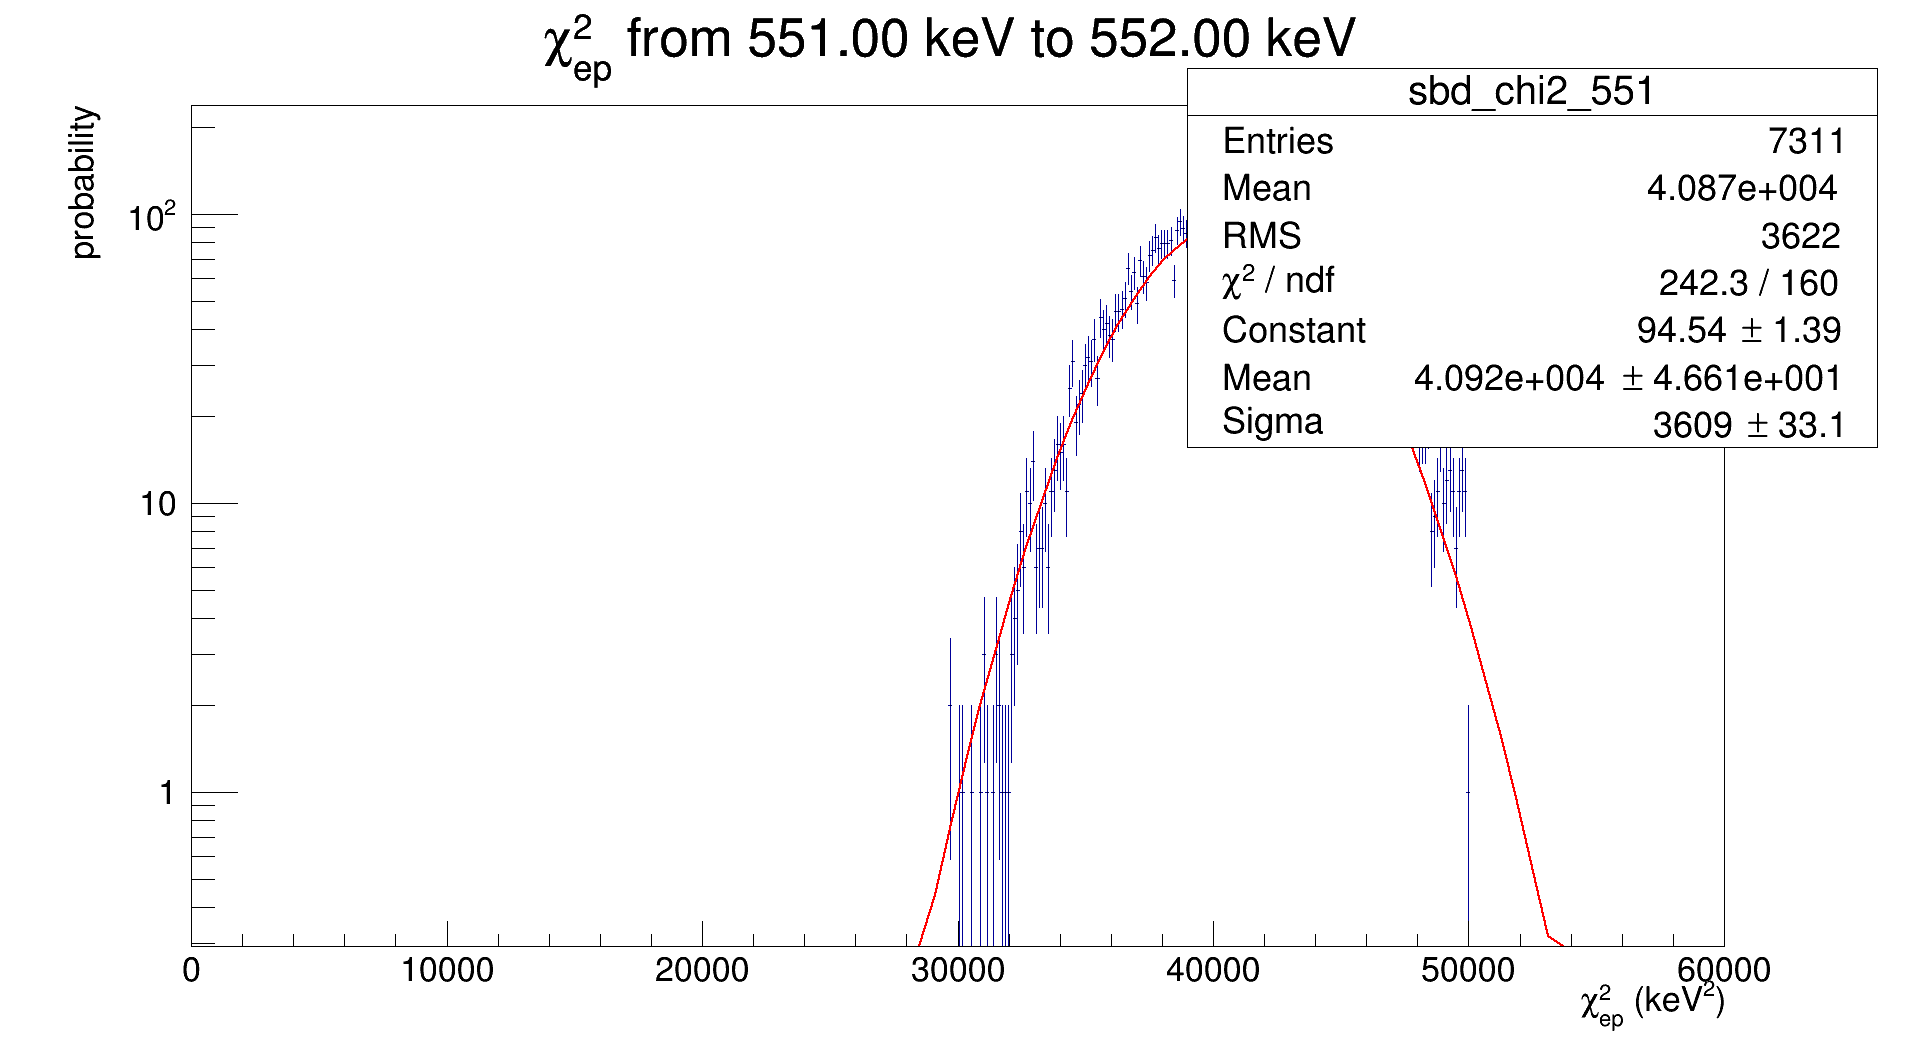 χ²ep from 551.00 keV to 552.00 keV
probability
sbd_chi2_551
Entries 7311
Mean 4.087e+004
RMS 3622
χ² / ndf 242.3 / 160
Constant 94.54 ± 1.39
Mean 4.092e+004 ± 4.661e+001
Sigma 3609 ± 33.1
10²
10
1
0 10000 20000 30000 40000 50000 60000
χ²ep (keV²)